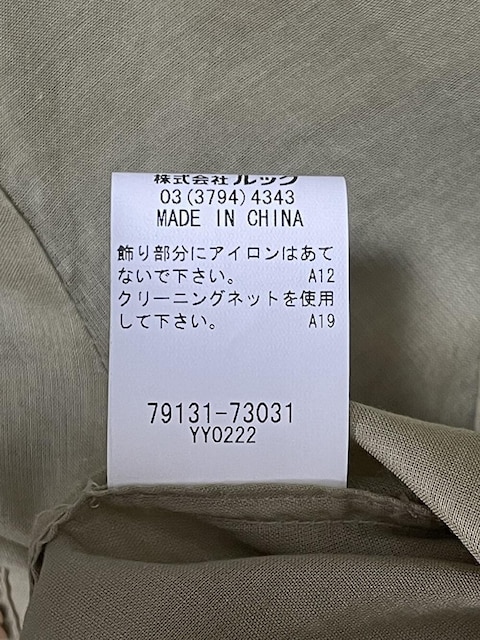 株式会社ルック
03(3794)4343
MADE IN CHINA
飾り部分にアイロンはあて
ないで下さい。 A12
クリーニングネットを使用
して下さい。 A19
79131-73031
YY0222